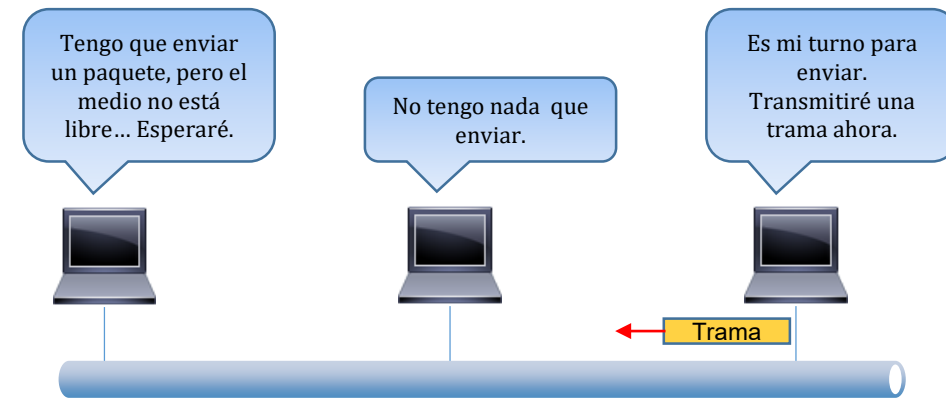 Tengo que enviar
un paquete, pero el
medio no está
libre… Esperaré.
No tengo nada que
enviar.
Es mi turno para
enviar.
Transmitiré una
trama ahora.
Trama